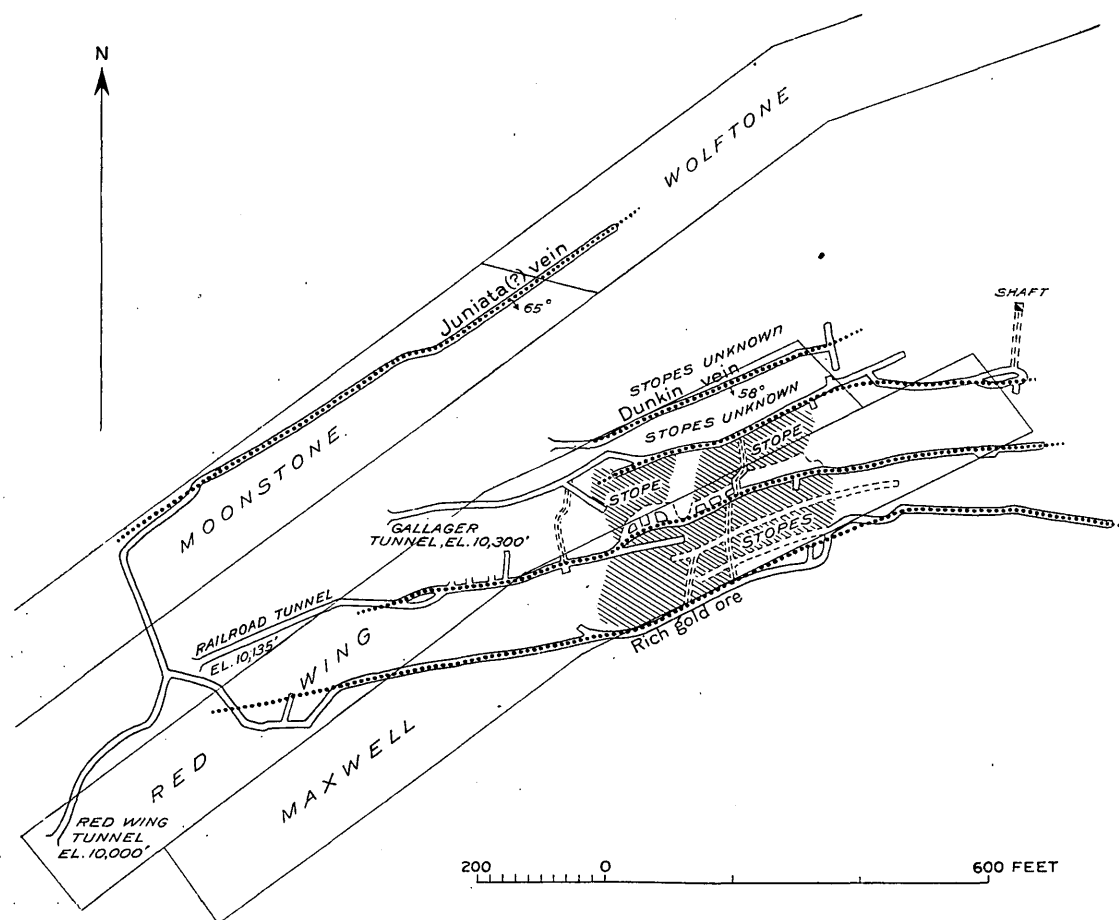 N
WOLFTONE
Juniata(?) vein
65°
SHAFT
STOPES UNKNOWN
Dunkin vein
58°
STOPES UNKNOWN
MOONSTONE
STOPE
STOPE
GALLAGER
TUNNEL, EL. 10,300'
STOPES
RAILROAD TUNNEL
EL. 10,135'
Rich gold ore
RED WING
MAXWELL
RED WING
TUNNEL
EL. 10,000'
200 0 600 FEET